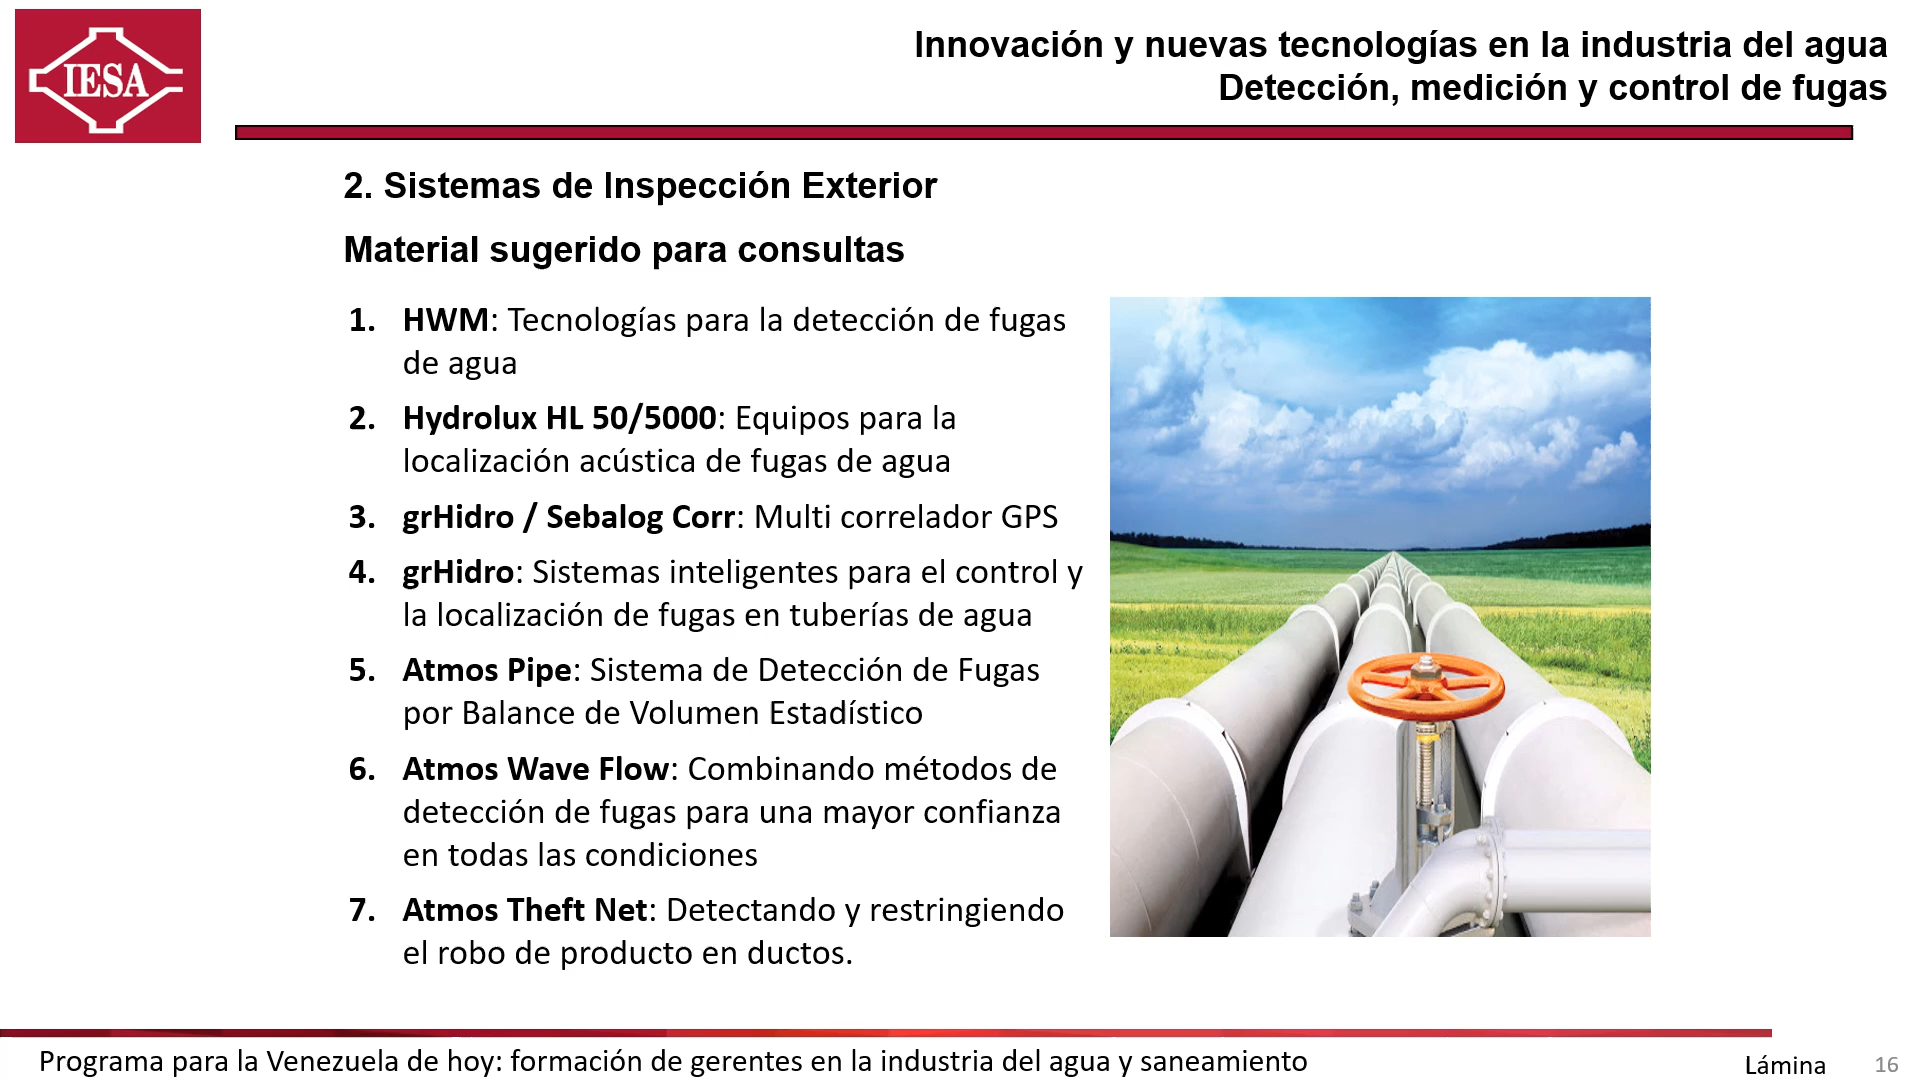 IESA
Innovación y nuevas tecnologías en la industria del agua
Detección, medición y control de fugas
2. Sistemas de Inspección Exterior
Material sugerido para consultas
1. HWM: Tecnologías para la detección de fugas
de agua
2. Hydrolux HL 50/5000: Equipos para la
localización acústica de fugas de agua
3. grHidro / Sebalog Corr: Multi correlador GPS
4. grHidro: Sistemas inteligentes para el control y
la localización de fugas en tuberías de agua
5. Atmos Pipe: Sistema de Detección de Fugas
por Balance de Volumen Estadístico
6. Atmos Wave Flow: Combinando métodos de
detección de fugas para una mayor confianza
en todas las condiciones
7. Atmos Theft Net: Detectando y restringiendo
el robo de producto en ductos.
Programa para la Venezuela de hoy: formación de gerentes en la industria del agua y saneamiento
Lámina 16